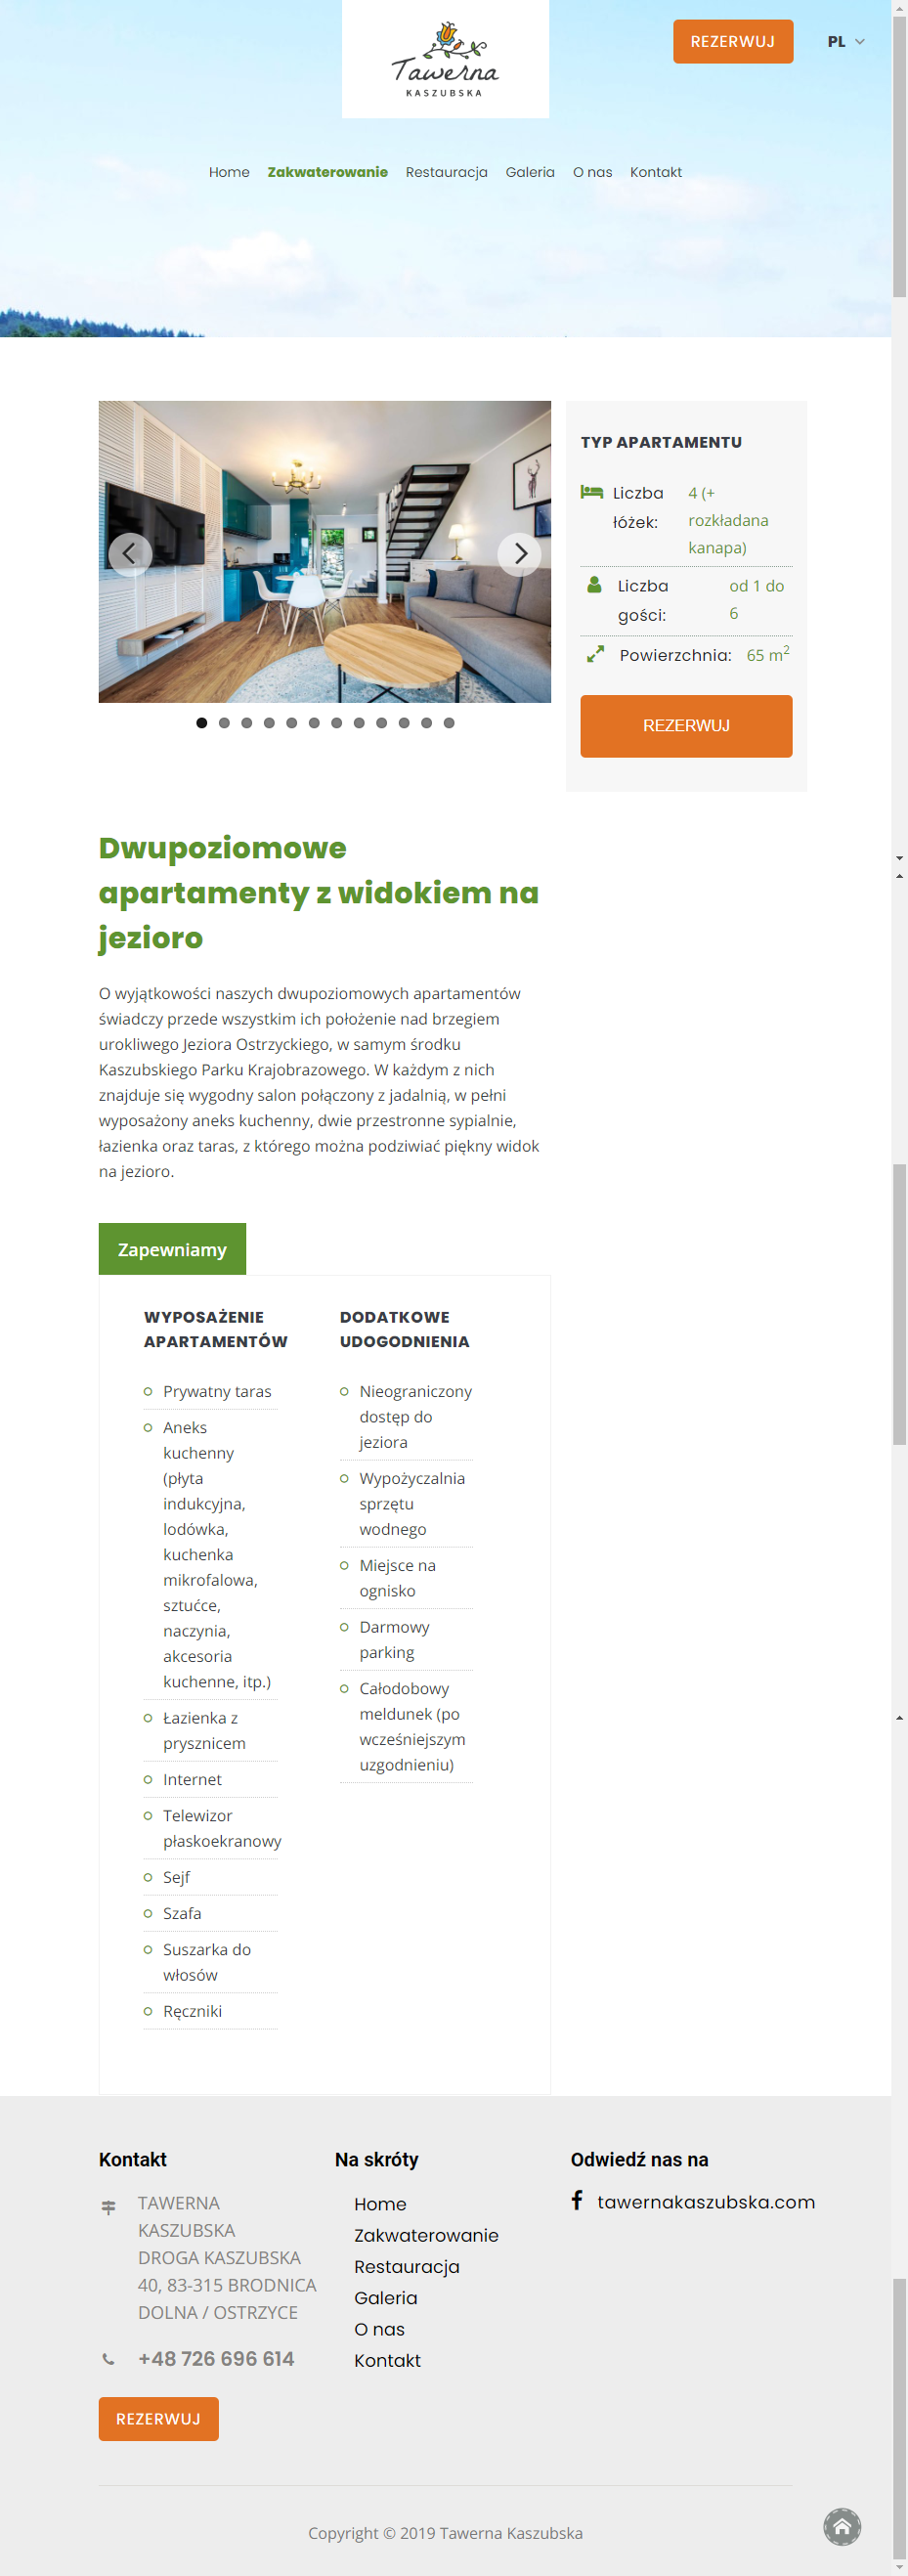 Tawerna
KASZUBSKA
REZERWUJ
PL
Home Zakwaterowanie Restauracja Galeria O nas Kontakt
TYP APARTAMENTU
Liczba łóżek: 4 (+ rozkładana kanapa)
Liczba gości: od 1 do 6
Powierzchnia: 65 m²
REZERWUJ
Dwupoziomowe
apartamenty z widokiem na
jezioro
O wyjątkowości naszych dwupoziomowych apartamentów
świadczy przede wszystkim ich położenie nad brzegiem
urokliwego Jeziora Ostrzyckiego, w samym środku
Kaszubskiego Parku Krajobrazowego. W każdym z nich
znajduje się wygodny salon połączony z jadalnią, w pełni
wyposażony aneks kuchenny, dwie przestronne sypialnie,
łazienka oraz taras, z którego można podziwiać piękny widok
na jezioro.
Zapewniamy
WYPOSAŻENIE
APARTAMENTÓW
Prywatny taras
Aneks
kuchenny
(płyta
indukcyjna,
lodówka,
kuchenka
mikrofalowa,
sztućce,
naczynia,
akcesoria
kuchenne, itp.)
Łazienka z
prysznicem
Internet
Telewizor
płaskoekranowy
Sejf
Szafa
Suszarka do
włosów
Ręczniki
DODATKOWE
UDOGODNIENIA
Nieograniczony
dostęp do
jeziora
Wypożyczalnia
sprzętu
wodnego
Miejsce na
ognisko
Darmowy
parking
Całodobowy
meldunek (po
wcześniejszym
uzgodnieniu)
Kontakt
TAWERNA
KASZUBSKA
DROGA KASZUBSKA
40, 83-315 BRODNICA
DOLNA / OSTRZYCE
+48 726 696 614
REZERWUJ
Na skróty
Home
Zakwaterowanie
Restauracja
Galeria
O nas
Kontakt
Odwiedź nas na
tawernakaszubska.com
Copyright © 2019 Tawerna Kaszubska